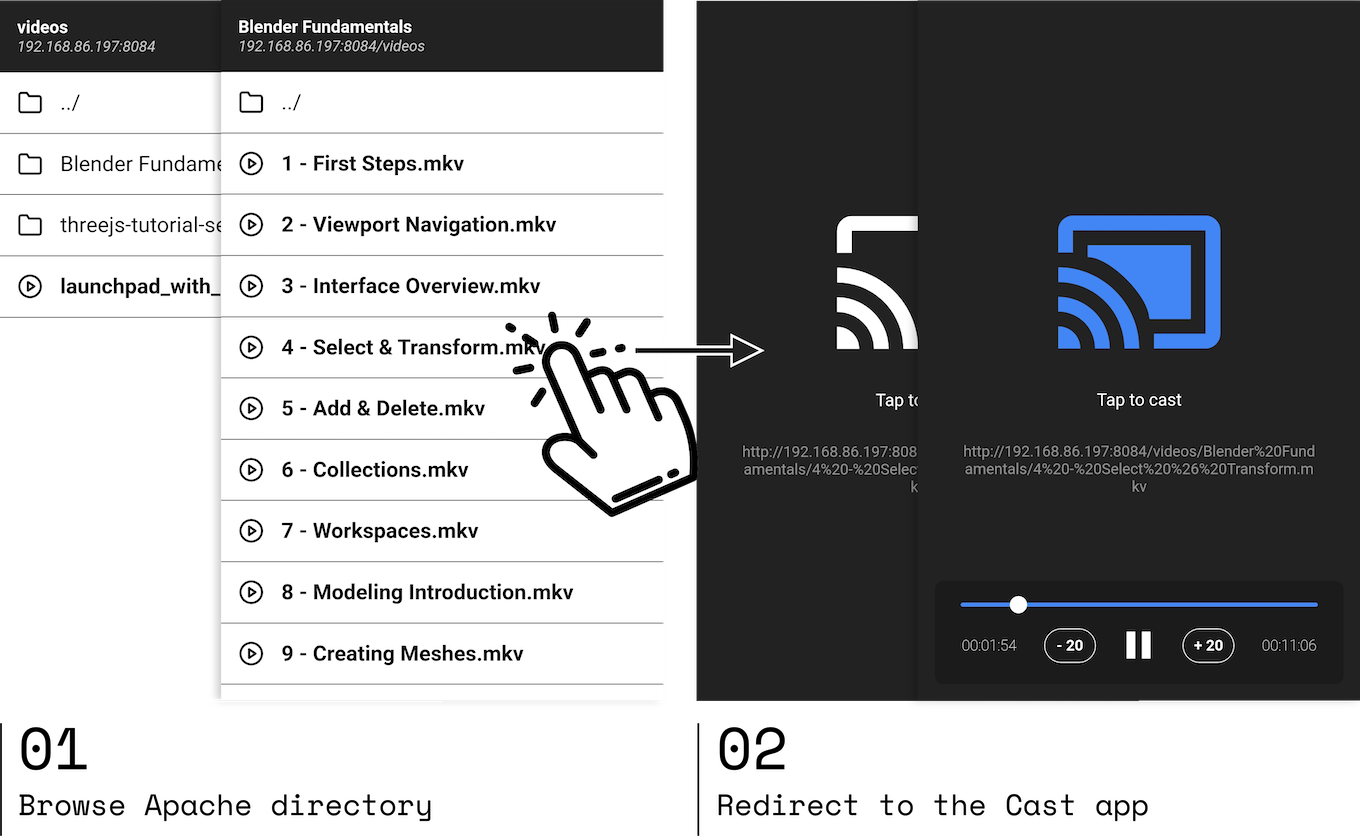 videos
192.168.86.197:8084
../
Blender Fundame
threejs-tutorial-se
launchpad_with_
Blender Fundamentals
192.168.86.197:8084/videos
../
1 - First Steps.mkv
2 - Viewport Navigation.mkv
3 - Interface Overview.mkv
4 - Select & Transform.mkv
5 - Add & Delete.mkv
6 - Collections.mkv
7 - Workspaces.mkv
8 - Modeling Introduction.mkv
9 - Creating Meshes.mkv
Tap to
http://192.168.86.197:808
amentals/4%20-%20Select
k
Tap to cast
http://192.168.86.197:8084/videos/Blender%20Fund
amentals/4%20-%20Select%20%26%20Transform.m
kv
00:01:54
- 20
+ 20
00:11:06
01
Browse Apache directory
02
Redirect to the Cast app